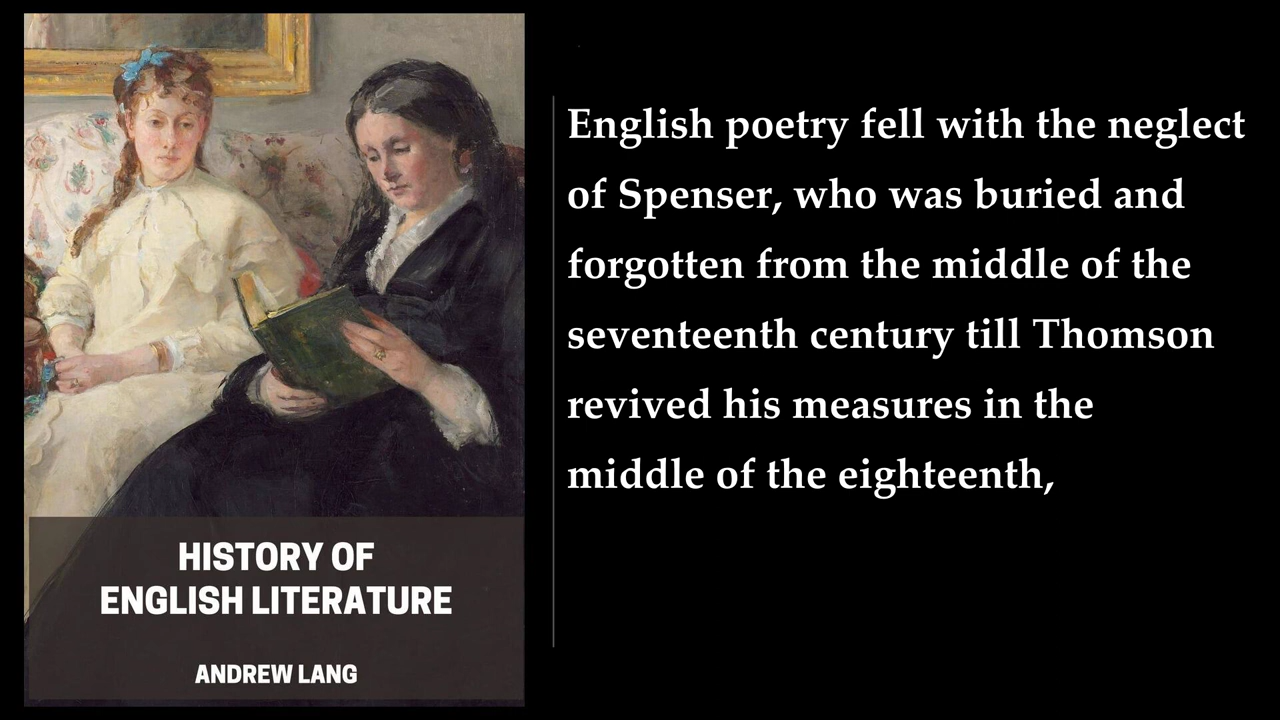 HISTORY OF
ENGLISH LITERATURE
ANDREW LANG
English poetry fell with the neglect
of Spenser, who was buried and
forgotten from the middle of the
seventeenth century till Thomson
revived his measures in the
middle of the eighteenth,